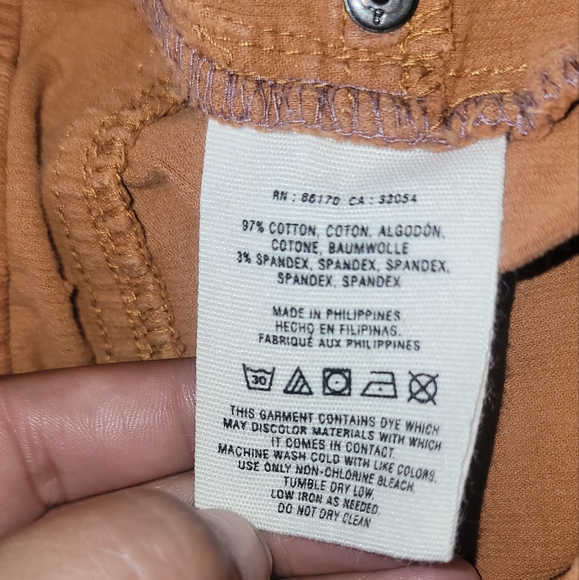 RN : 86170 CA : 32054
97% COTTON, COTON, ALGODÓN,
COTONE, BAUMWOLLE
3% SPANDEX, SPANDEX, SPANDEX,
SPANDEX, SPANDEX
MADE IN PHILIPPINES
HECHO EN FILIPINAS
FABRIQUÉ AUX PHILIPPINES
30
THIS GARMENT CONTAINS DYE WHICH
MAY DISCOLOR MATERIALS WITH WHICH
IT COMES IN CONTACT
MACHINE WASH COLD WITH LIKE COLORS.
USE ONLY NON-CHLORINE BLEACH.
TUMBLE DRY LOW.
LOW IRON AS NEEDED.
DO NOT DRY CLEAN